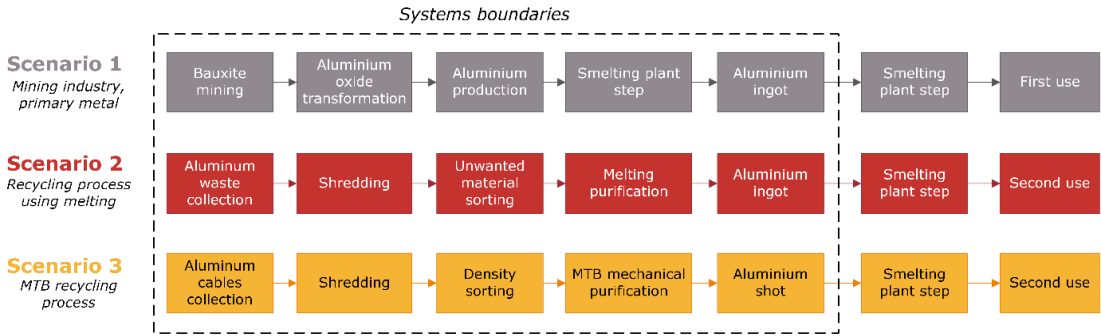 Systems boundaries
Scenario 1
Mining industry,
primary metal
Bauxite
mining
Aluminium
oxide
transformation
Aluminium
production
Smelting plant
step
Aluminium
ingot
Smelting
plant step
First use
Scenario 2
Recycling process
using melting
Aluminum
waste
collection
Shredding
Unwanted
material
sorting
Melting
purification
Aluminium
ingot
Smelting
plant step
Second use
Scenario 3
MTB recycling
process
Aluminum
cables
collection
Shredding
Density
sorting
MTB mechanical
purification
Aluminium
shot
Smelting
plant step
Second use